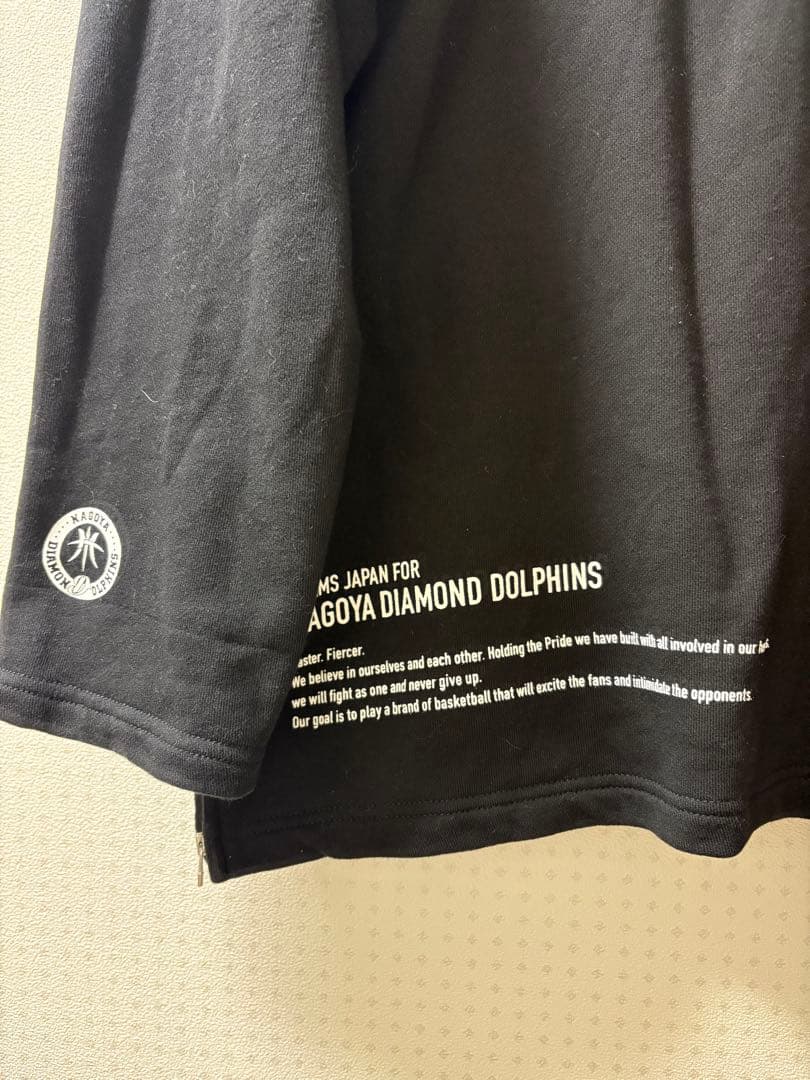 NAGOYA
DIAMOND DOLPHINS
MS JAPAN FOR
AGOYA DIAMOND DOLPHINS
aster. Fiercer.
We believe in ourselves and each other. Holding the Pride we have built with all involved in our
we will fight as one and never give up.
Our goal is to play a brand of basketball that will excite the fans and intimidate the opponents.